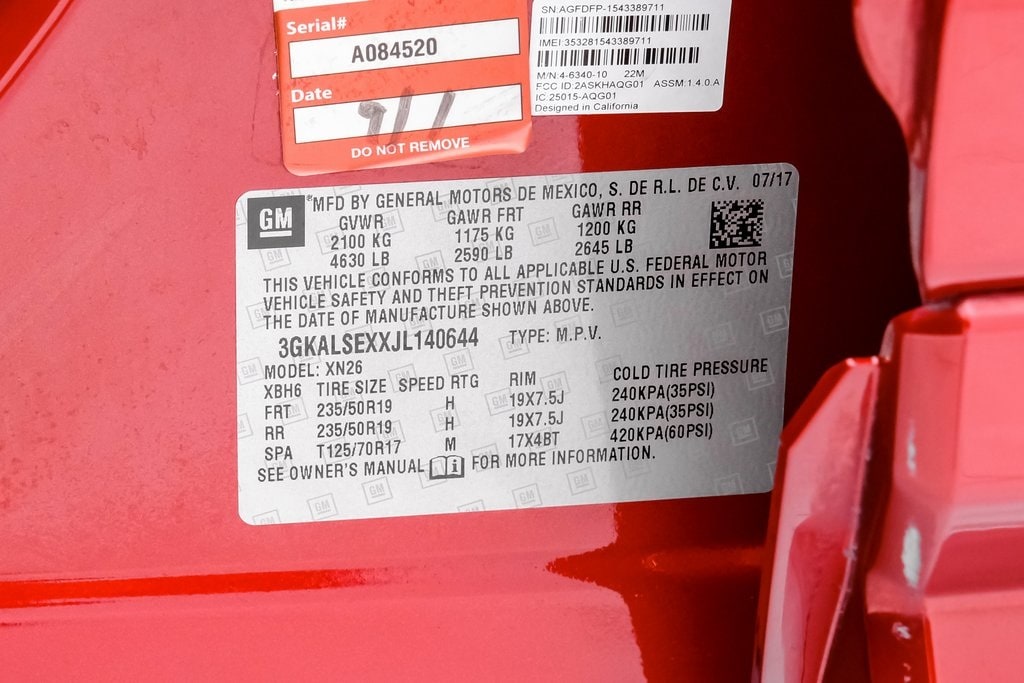 Serial#
A084520
Date
DO NOT REMOVE
SN:AGFDFP-1543389711
IMEI:353281543389711
M/N:4-6340-10 22M
FCC ID:2ASKHAQG01 ASSM:1.4.0.A
IC:25015-AQG01
Designed in California
GM
*MFD BY GENERAL MOTORS DE MEXICO, S. DE R.L. DE C.V. 07/17
GVWR GAWR FRT GAWR RR
2100 KG 1175 KG 1200 KG
4630 LB 2590 LB 2645 LB
THIS VEHICLE CONFORMS TO ALL APPLICABLE U.S. FEDERAL MOTOR
VEHICLE SAFETY AND THEFT PREVENTION STANDARDS IN EFFECT ON
THE DATE OF MANUFACTURE SHOWN ABOVE.
3GKALSEXXJL140644 TYPE: M.P.V.
MODEL: XN26
XBH6 TIRE SIZE SPEED RTG RIM COLD TIRE PRESSURE
FRT 235/50R19 H 19X7.5J 240KPA(35PSI)
RR 235/50R19 H 19X7.5J 240KPA(35PSI)
SPA T125/70R17 M 17X4BT 420KPA(60PSI)
SEE OWNER'S MANUAL FOR MORE INFORMATION.